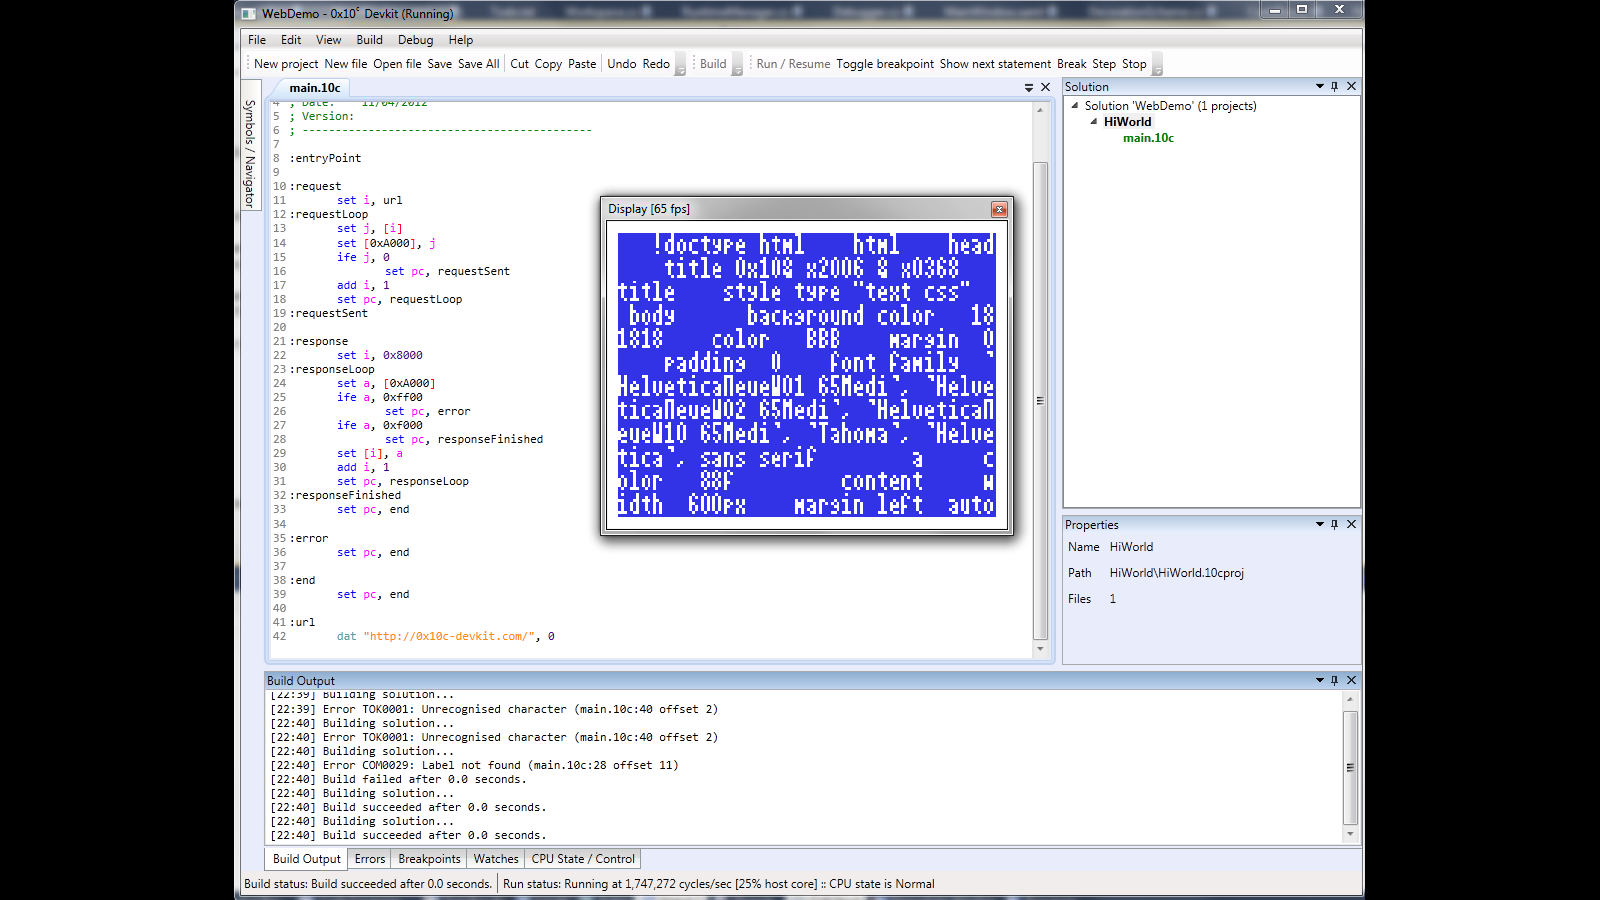 WebDemo - 0x10ᶜ Devkit (Running)
File Edit View Build Debug Help
New project New file Open file Save Save All Cut Copy Paste Undo Redo Build Run / Resume Toggle breakpoint Show next statement Break Step Stop
Symbols / Navigator
main.10c
4 ; Date: 11/04/2012
5 ; Version:
6 ; --------------------------------------------
7
8 :entryPoint
9
10 :request
11 set i, url
12 :requestLoop
13 set j, [i]
14 set [0xA000], j
15 ife j, 0
16 set pc, requestSent
17 add i, 1
18 set pc, requestLoop
19 :requestSent
20
21 :response
22 set i, 0x8000
23 :responseLoop
24 set a, [0xA000]
25 ife a, 0xff00
26 set pc, error
27 ife a, 0xf000
28 set pc, responseFinished
29 set [i], a
30 add i, 1
31 set pc, responseLoop
32 :responseFinished
33 set pc, end
34
35 :error
36 set pc, end
37
38 :end
39 set pc, end
40
41 :url
42 dat "http://0x10c-devkit.com/", 0
Display [65 fps]
!doctype html html head
title 0x10& x2006 & x0368
title style type "text css"
body background color 18
1818 color BBB margin 0
padding 0 font family '
HelveticaNeueW01 65Medi', 'Helve
ticaNeueW02 65Medi', 'HelveticaN
eueW10 65Medi', 'Tahoma', 'Helve
tica', sans serif a c
olor 88f content w
idth 600px margin left auto
Solution
Solution 'WebDemo' (1 projects)
HiWorld
main.10c
Properties
Name HiWorld
Path HiWorld\HiWorld.10cproj
Files 1
Build Output
[22:39] Building solution...
[22:39] Error TOK0001: Unrecognised character (main.10c:40 offset 2)
[22:40] Building solution...
[22:40] Error TOK0001: Unrecognised character (main.10c:40 offset 2)
[22:40] Building solution...
[22:40] Error COM0029: Label not found (main.10c:28 offset 11)
[22:40] Build failed after 0.0 seconds.
[22:40] Building solution...
[22:40] Build succeeded after 0.0 seconds.
[22:40] Building solution...
[22:40] Build succeeded after 0.0 seconds.
Build Output Errors Breakpoints Watches CPU State / Control
Build status: Build succeeded after 0.0 seconds. Run status: Running at 1,747,272 cycles/sec [25% host core] :: CPU state is Normal